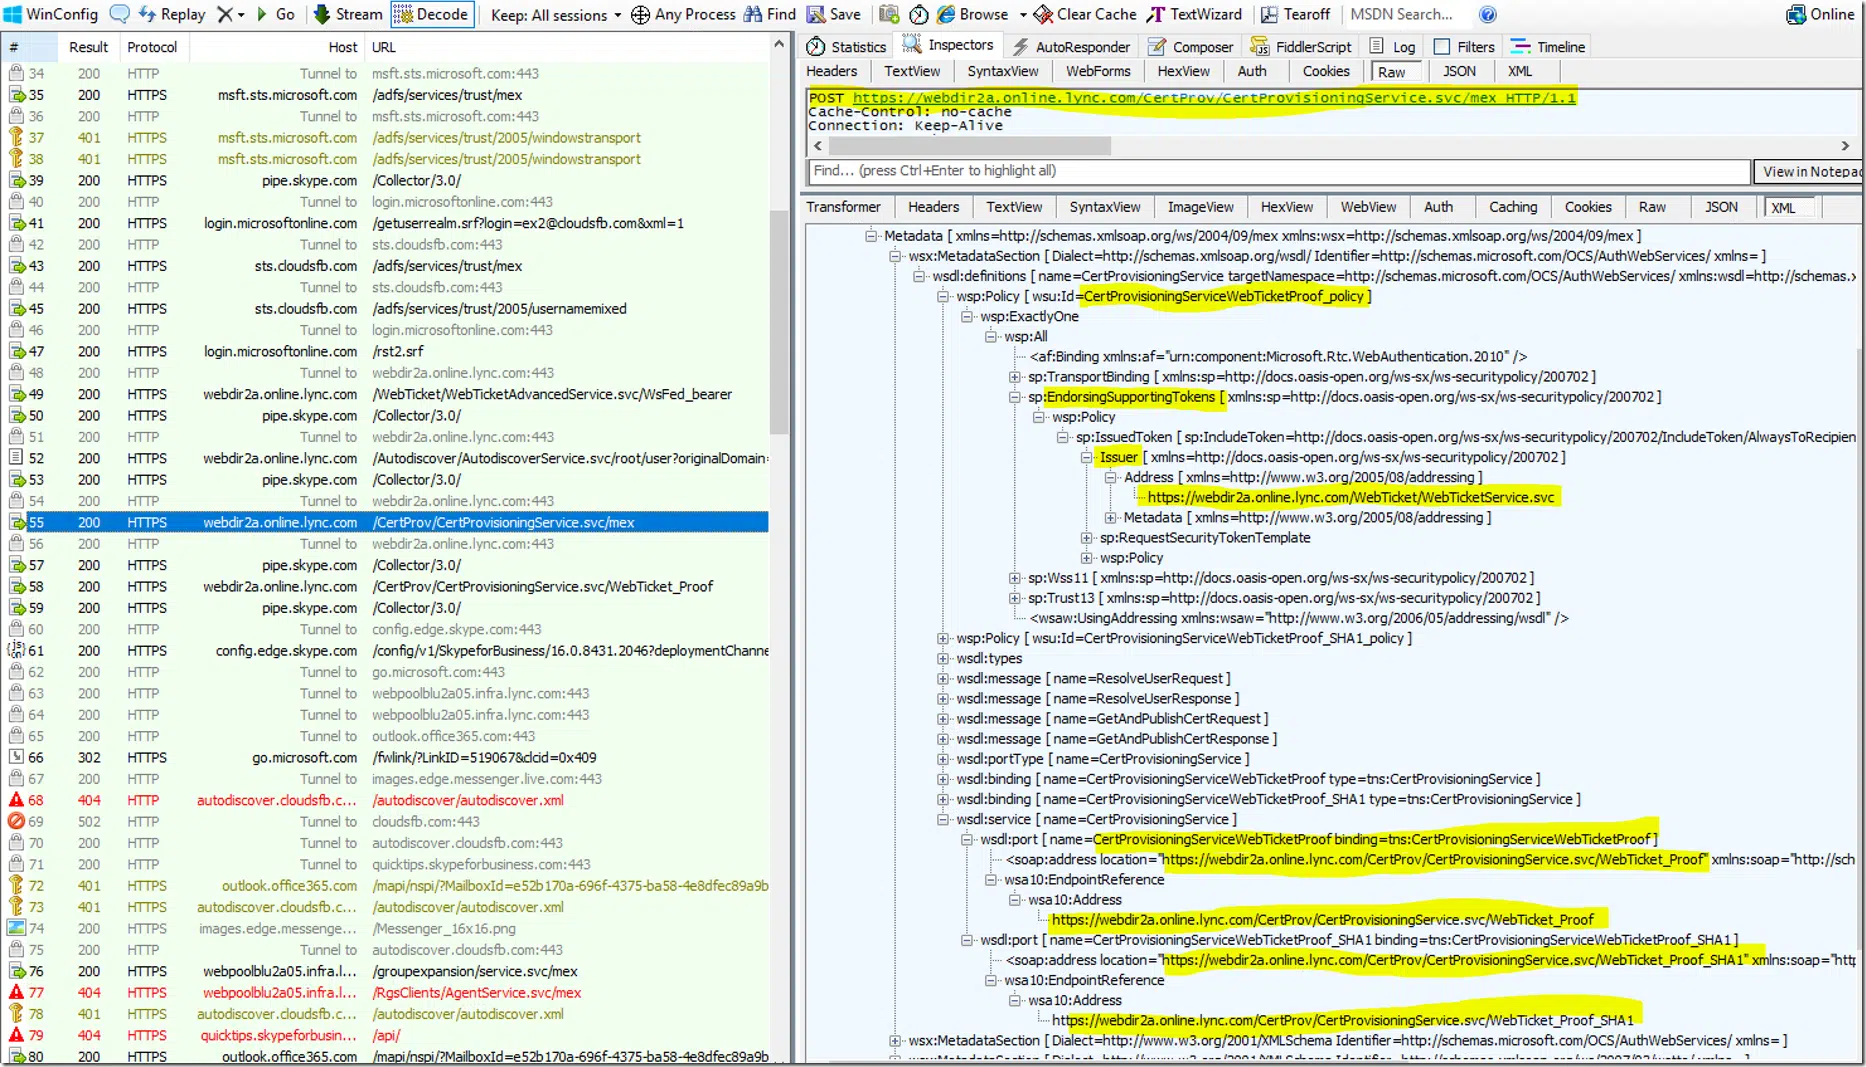 WinConfig Replay Go Stream Decode Keep: All sessions Any Process Find Save Browse Clear Cache TextWizard Tearoff MSDN Search... Online
# Result Protocol Host URL
34 200 HTTP Tunnel to msft.sts.microsoft.com:443
35 200 HTTPS msft.sts.microsoft.com /adfs/services/trust/mex
36 200 HTTP Tunnel to msft.sts.microsoft.com:443
37 401 HTTPS msft.sts.microsoft.com /adfs/services/trust/2005/windowstransport
38 401 HTTPS msft.sts.microsoft.com /adfs/services/trust/2005/windowstransport
39 200 HTTPS pipe.skype.com /Collector/3.0/
40 200 HTTP Tunnel to login.microsoftonline.com:443
41 200 HTTPS login.microsoftonline.com /getuserrealm.srf?login=ex2@cloudsfb.com&xml=1
42 200 HTTP Tunnel to sts.cloudsfb.com:443
43 200 HTTPS sts.cloudsfb.com /adfs/services/trust/mex
44 200 HTTP Tunnel to sts.cloudsfb.com:443
45 200 HTTPS sts.cloudsfb.com /adfs/services/trust/2005/usernamemixed
46 200 HTTP Tunnel to login.microsoftonline.com:443
47 200 HTTPS login.microsoftonline.com /rst2.srf
48 200 HTTP Tunnel to webdir2a.online.lync.com:443
49 200 HTTPS webdir2a.online.lync.com /WebTicket/WebTicketAdvancedService.svc/WsFed_bearer
50 200 HTTPS pipe.skype.com /Collector/3.0/
51 200 HTTP Tunnel to webdir2a.online.lync.com:443
52 200 HTTPS webdir2a.online.lync.com /Autodiscover/AutodiscoverService.svc/root/user?originalDomain=
53 200 HTTPS pipe.skype.com /Collector/3.0/
54 200 HTTP Tunnel to webdir2a.online.lync.com:443
55 200 HTTPS webdir2a.online.lync.com /CertProv/CertProvisioningService.svc/mex
56 200 HTTP Tunnel to webdir2a.online.lync.com:443
57 200 HTTPS pipe.skype.com /Collector/3.0/
58 200 HTTPS webdir2a.online.lync.com /CertProv/CertProvisioningService.svc/WebTicket_Proof
59 200 HTTPS pipe.skype.com /Collector/3.0/
60 200 HTTP Tunnel to config.edge.skype.com:443
61 200 HTTPS config.edge.skype.com /config/v1/SkypeforBusiness/16.0.8431.2046?deploymentChanne
62 200 HTTP Tunnel to go.microsoft.com:443
63 200 HTTP Tunnel to webpoolblu2a05.infra.lync.com:443
64 200 HTTP Tunnel to webpoolblu2a05.infra.lync.com:443
65 200 HTTP Tunnel to outlook.office365.com:443
66 302 HTTP go.microsoft.com /fwlink/?LinkID=519067&clcid=0x409
67 200 HTTP Tunnel to images.edge.messenger.live.com:443
68 404 HTTP autodiscover.cloudsfb.c... /autodiscover/autodiscover.xml
69 502 HTTP Tunnel to cloudsfb.com:443
70 200 HTTP Tunnel to autodiscover.cloudsfb.com:443
71 200 HTTP Tunnel to quicktips.skypeforbusiness.com:443
72 401 HTTPS outlook.office365.com /mapi/nspi/?MailboxId=e52b170a-696f-4375-ba58-4e8dfec89a9b
73 401 HTTPS autodiscover.cloudsfb.c... /autodiscover/autodiscover.xml
74 200 HTTPS images.edge.messenge... /Messenger_16x16.png
75 200 HTTP Tunnel to autodiscover.cloudsfb.com:443
76 200 HTTPS webpoolblu2a05.infra.l... /groupexpansion/service.svc/mex
77 404 HTTPS webpoolblu2a05.infra.l... /RgsClients/AgentService.svc/mex
78 401 HTTPS autodiscover.cloudsfb.c... /autodiscover/autodiscover.xml
79 404 HTTPS quicktips.skypeforbusin... /api/
80 200 HTTPS outlook.office365.com /mapi/nspi/?MailboxId=e52b170a-696f-4375-ba58-4e8dfec89a9b
Statistics Inspectors AutoResponder Composer FiddlerScript Log Filters Timeline
Headers TextView SyntaxView WebForms HexView Auth Cookies Raw JSON XML
POST https://webdir2a.online.lync.com/CertProv/CertProvisioningService.svc/mex HTTP/1.1
Cache-Control: no-cache
Connection: Keep-Alive
Find... (press Ctrl+Enter to highlight all) View in Notepad
Transformer Headers TextView SyntaxView ImageView HexView WebView Auth Caching Cookies Raw JSON XML
Metadata [ xmlns=http://schemas.xmlsoap.org/ws/2004/09/mex xmlns:wsx=http://schemas.xmlsoap.org/ws/2004/09/mex ]
wsx:MetadataSection [ Dialect=http://schemas.xmlsoap.org/wsdl/ Identifier=http://schemas.microsoft.com/OCS/AuthWebServices/ xmlns= ]
wsdl:definitions [ name=CertProvisioningService targetNamespace=http://schemas.microsoft.com/OCS/AuthWebServices/ xmlns:wsdl=http://schemas.x
wsp:Policy [ wsu:Id=CertProvisioningServiceWebTicketProof_policy ]
wsp:ExactlyOne
wsp:All
<af:Binding xmlns:af="urn:component:Microsoft.Rtc.WebAuthentication.2010" />
sp:TransportBinding [ xmlns:sp=http://docs.oasis-open.org/ws-sx/ws-securitypolicy/200702 ]
sp:EndorsingSupportingTokens [ xmlns:sp=http://docs.oasis-open.org/ws-sx/ws-securitypolicy/200702 ]
wsp:Policy
sp:IssuedToken [ sp:IncludeToken=http://docs.oasis-open.org/ws-sx/ws-securitypolicy/200702/IncludeToken/AlwaysToRecipien
Issuer [ xmlns=http://docs.oasis-open.org/ws-sx/ws-securitypolicy/200702 ]
Address [ xmlns=http://www.w3.org/2005/08/addressing ]
https://webdir2a.online.lync.com/WebTicket/WebTicketService.svc
Metadata [ xmlns=http://www.w3.org/2005/08/addressing ]
sp:RequestSecurityTokenTemplate
wsp:Policy
sp:Wss11 [ xmlns:sp=http://docs.oasis-open.org/ws-sx/ws-securitypolicy/200702 ]
sp:Trust13 [ xmlns:sp=http://docs.oasis-open.org/ws-sx/ws-securitypolicy/200702 ]
<wsaw:UsingAddressing xmlns:wsaw="http://www.w3.org/2006/05/addressing/wsdl" />
wsp:Policy [ wsu:Id=CertProvisioningServiceWebTicketProof_SHA1_policy ]
wsdl:types
wsdl:message [ name=ResolveUserRequest ]
wsdl:message [ name=ResolveUserResponse ]
wsdl:message [ name=GetAndPublishCertRequest ]
wsdl:message [ name=GetAndPublishCertResponse ]
wsdl:portType [ name=CertProvisioningService ]
wsdl:binding [ name=CertProvisioningServiceWebTicketProof type=tns:CertProvisioningService ]
wsdl:binding [ name=CertProvisioningServiceWebTicketProof_SHA1 type=tns:CertProvisioningService ]
wsdl:service [ name=CertProvisioningService ]
wsdl:port [ name=CertProvisioningServiceWebTicketProof binding=tns:CertProvisioningServiceWebTicketProof ]
<soap:address location="https://webdir2a.online.lync.com/CertProv/CertProvisioningService.svc/WebTicket_Proof" xmlns:soap="http://sch
wsa10:EndpointReference
wsa10:Address
https://webdir2a.online.lync.com/CertProv/CertProvisioningService.svc/WebTicket_Proof
wsdl:port [ name=CertProvisioningServiceWebTicketProof_SHA1 binding=tns:CertProvisioningServiceWebTicketProof_SHA1 ]
<soap:address location="https://webdir2a.online.lync.com/CertProv/CertProvisioningService.svc/WebTicket_Proof_SHA1" xmlns:soap="http
wsa10:EndpointReference
wsa10:Address
https://webdir2a.online.lync.com/CertProv/CertProvisioningService.svc/WebTicket_Proof_SHA1
wsx:MetadataSection [ Dialect=http://www.w3.org/2001/XMLSchema Identifier=http://schemas.microsoft.com/OCS/AuthWebServices/ xmlns= ]